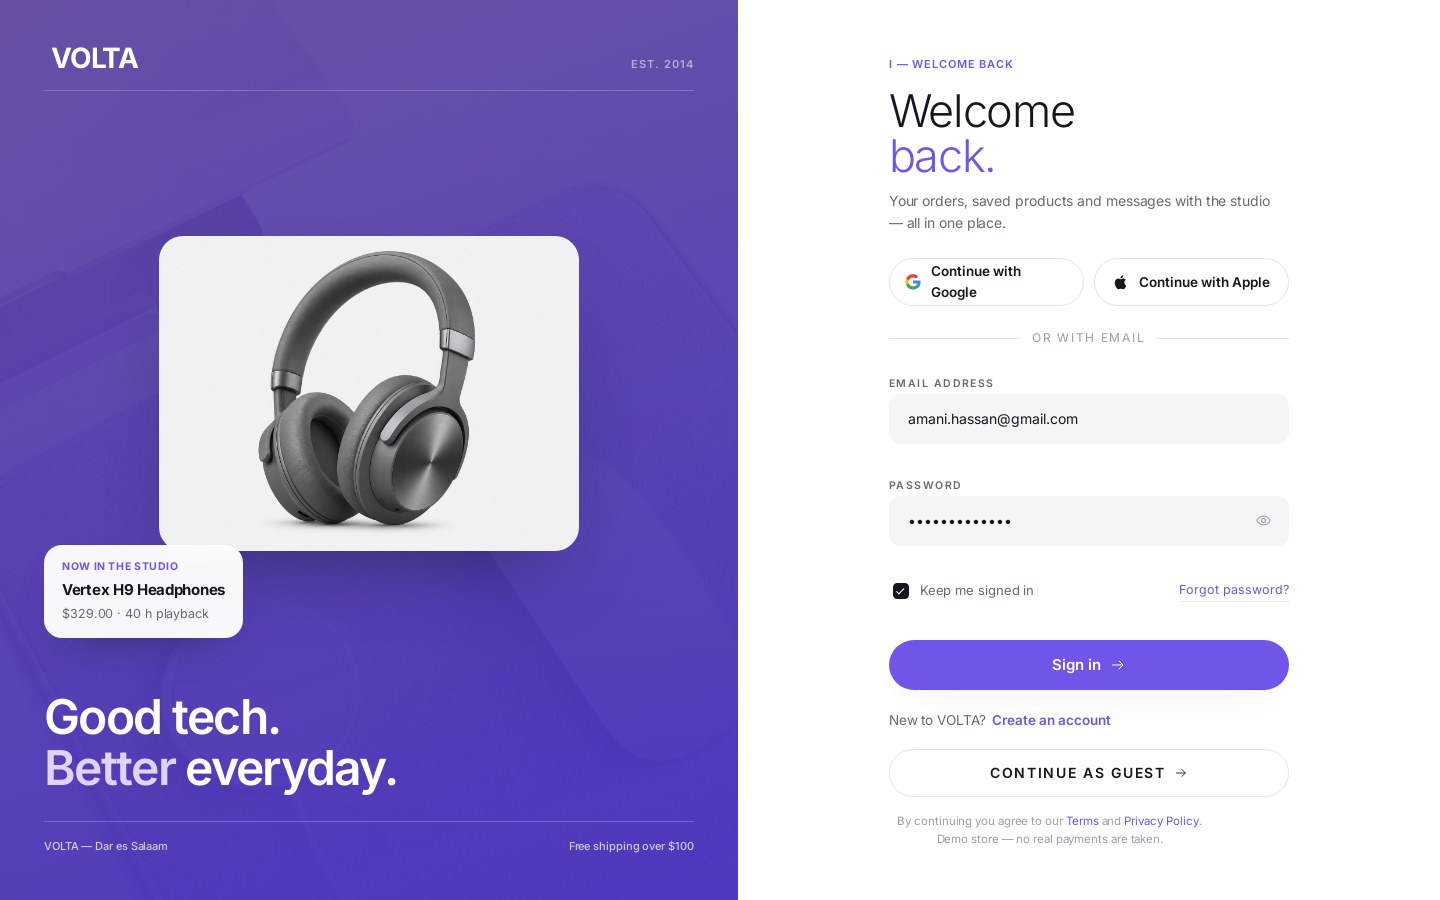 VOLTA
EST. 2014
NOW IN THE STUDIO
Vertex H9 Headphones
$329.00 · 40 h playback
Good tech.
Better everyday.
VOLTA — Dar es Salaam
Free shipping over $100
I — WELCOME BACK
Welcome
back.
Your orders, saved products and messages with the studio
— all in one place.
Continue with
Google
Continue with Apple
OR WITH EMAIL
EMAIL ADDRESS
amani.hassan@gmail.com
PASSWORD
•••••••••••••
Keep me signed in
Forgot password?
Sign in →
New to VOLTA? Create an account
CONTINUE AS GUEST →
By continuing you agree to our Terms and Privacy Policy.
Demo store — no real payments are taken.